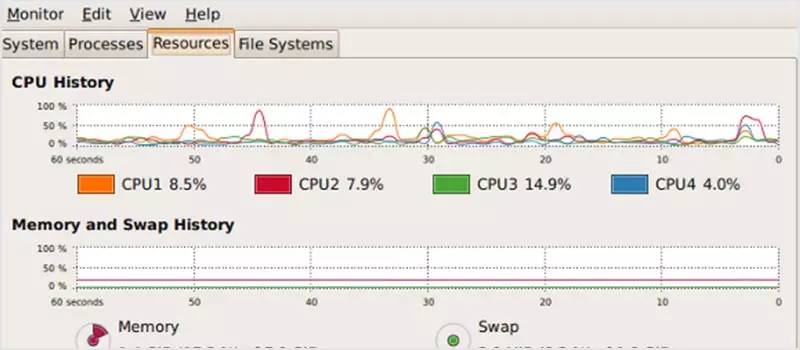 Monitor Edit View Help
System Processes Resources File Systems
CPU History
100 %
50 %
0 %
60 seconds 50 40 30 20 10 0
CPU1 8.5% CPU2 7.9% CPU3 14.9% CPU4 4.0%
Memory and Swap History
100 %
50 %
0 %
60 seconds 50 40 30 20 10 0
Memory Swap